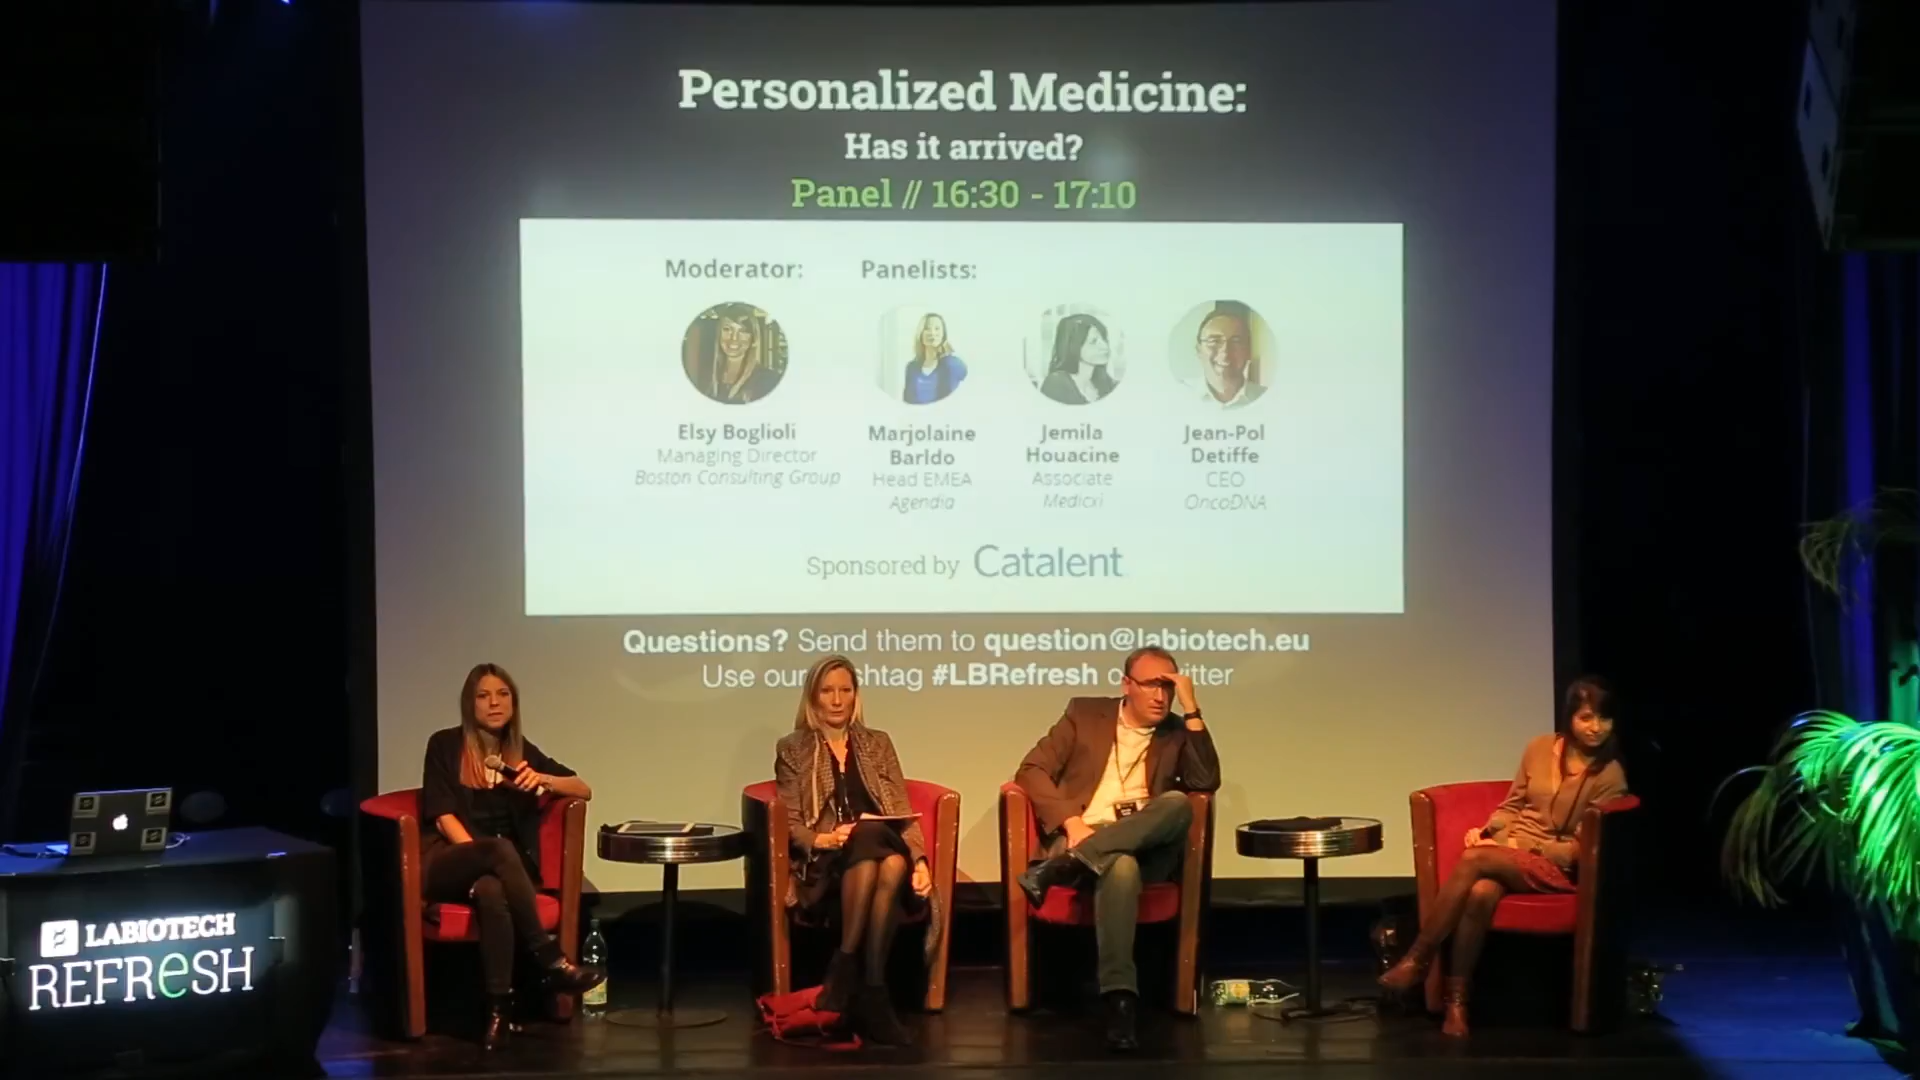 Personalized Medicine:
Has it arrived?
Panel // 16:30 - 17:10
Moderator:
Panelists:
Elsy Boglioli
Managing Director
Boston Consulting Group
Marjolaine
Barldo
Head EMEA
Agendia
Jemila
Houacine
Associate
Medicxi
Jean-Pol
Detiffe
CEO
OncoDNA
Sponsored by Catalent
Questions? Send them to question@labiotech.eu
Use our shtag #LBRefresh o itter
LABIOTECH
REFReSH